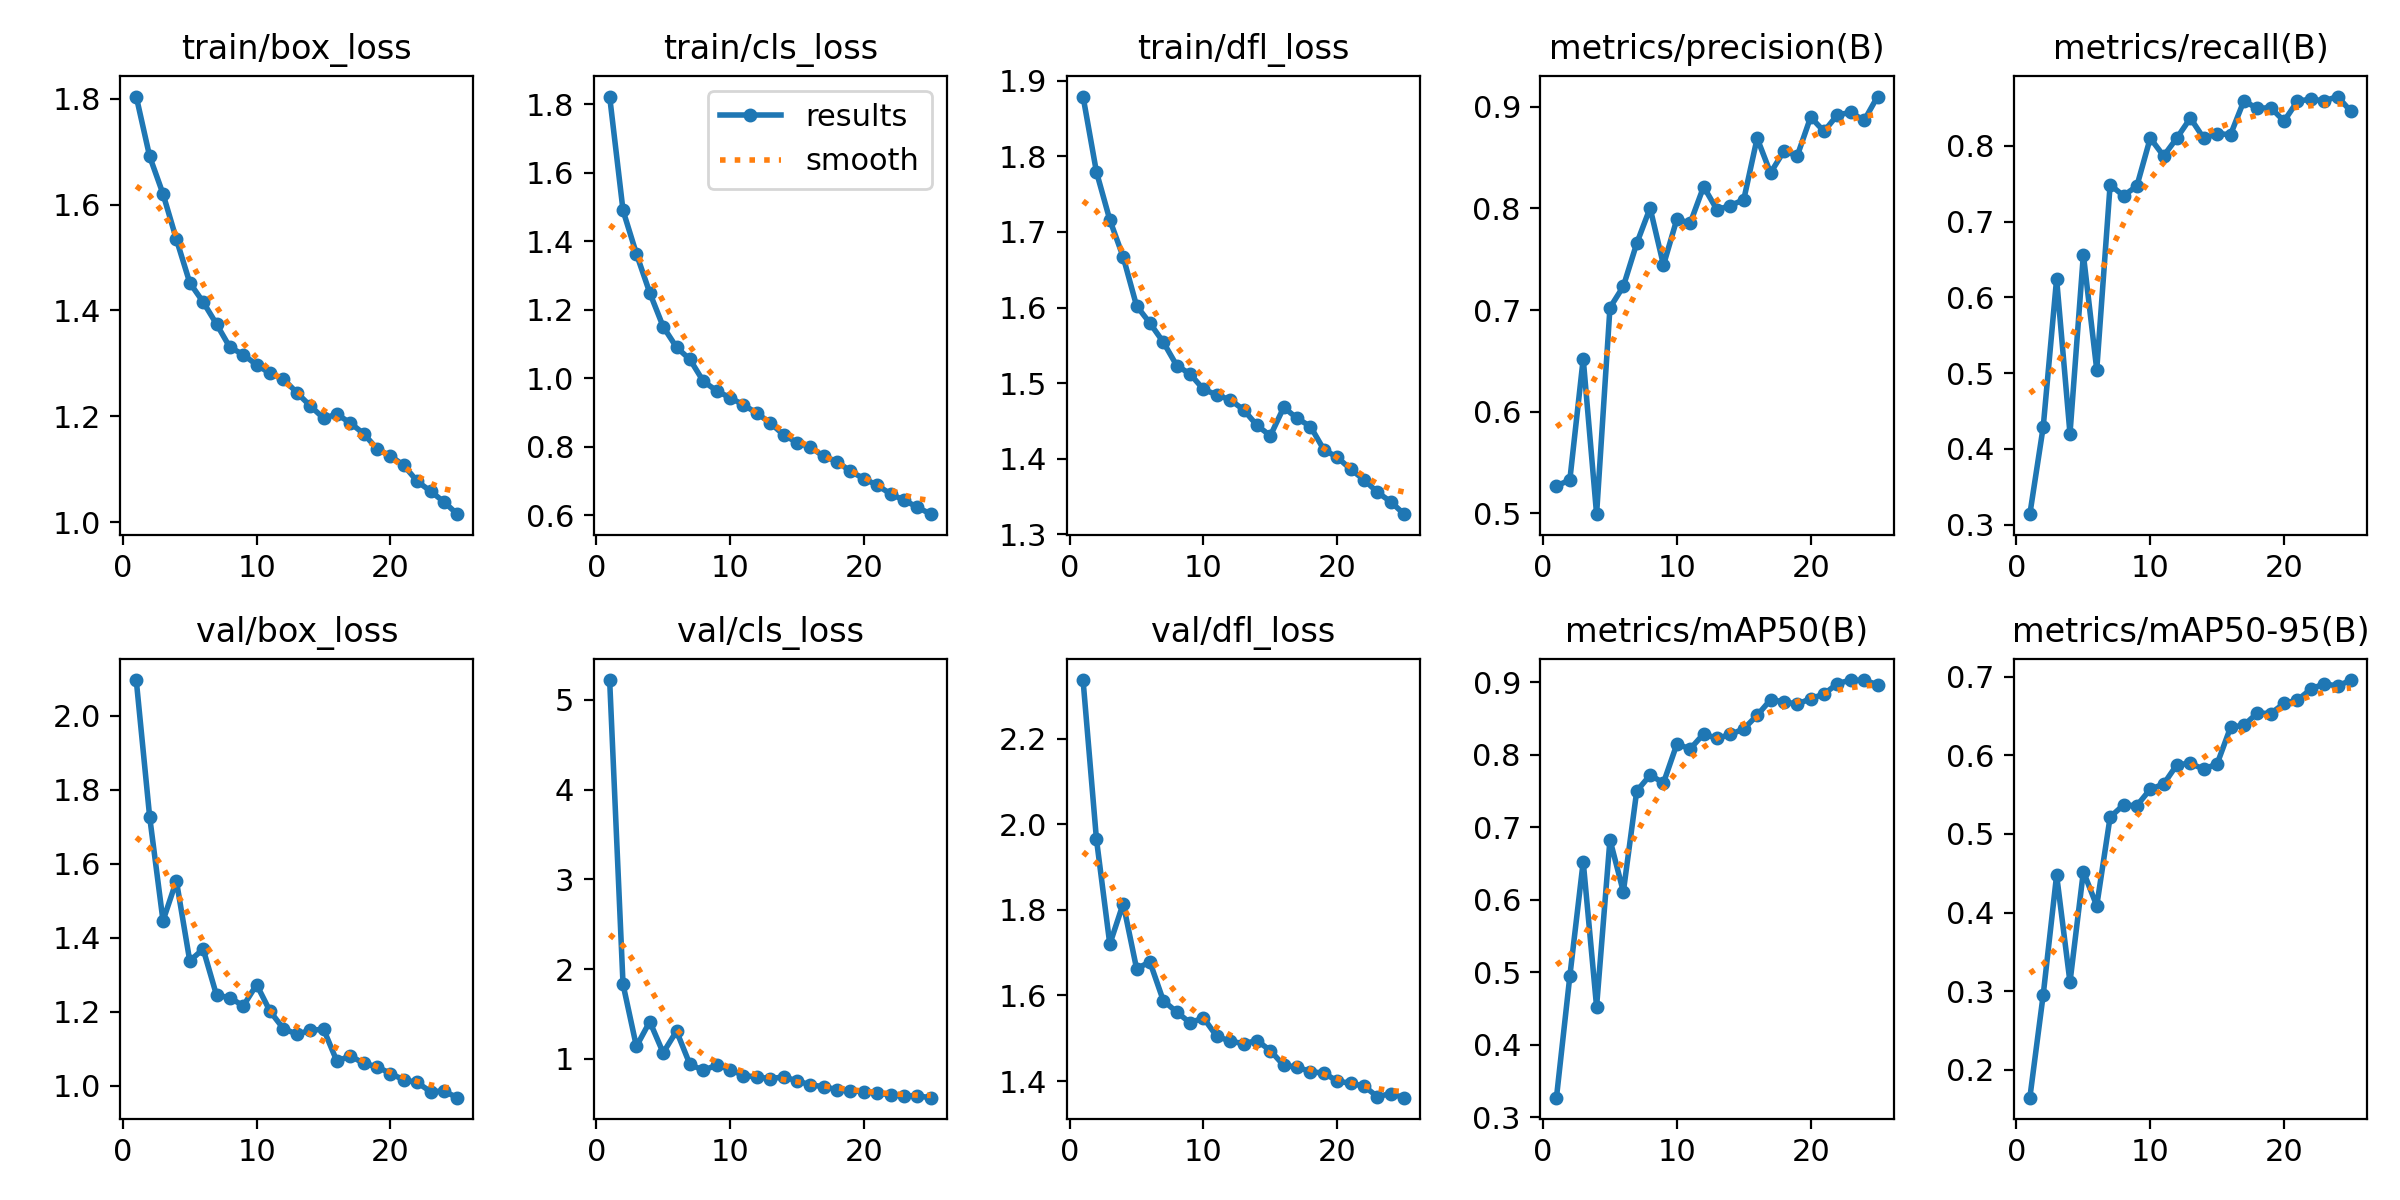 train/box_loss
1.8
1.6
1.4
1.2
1.0
0 10 20
train/cls_loss
results
smooth
1.8
1.6
1.4
1.2
1.0
0.8
0.6
0 10 20
train/dfl_loss
1.9
1.8
1.7
1.6
1.5
1.4
1.3
0 10 20
metrics/precision(B)
0.9
0.8
0.7
0.6
0.5
0 10 20
metrics/recall(B)
0.8
0.7
0.6
0.5
0.4
0.3
0 10 20
val/box_loss
2.0
1.8
1.6
1.4
1.2
1.0
0 10 20
val/cls_loss
5
4
3
2
1
0 10 20
val/dfl_loss
2.2
2.0
1.8
1.6
1.4
0 10 20
metrics/mAP50(B)
0.9
0.8
0.7
0.6
0.5
0.4
0.3
0 10 20
metrics/mAP50-95(B)
0.7
0.6
0.5
0.4
0.3
0.2
0 10 20